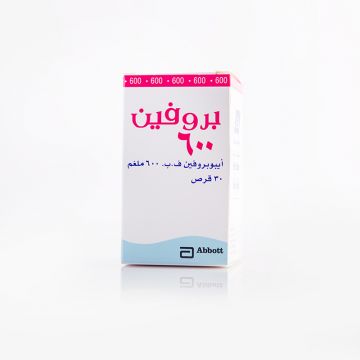 • 600 • 600 • 600 • 600 • 600
بروفين
٦٠٠
أيبوبروفين ف.ب. ٦٠٠ ملغم
٣٠ قرص
Abbott